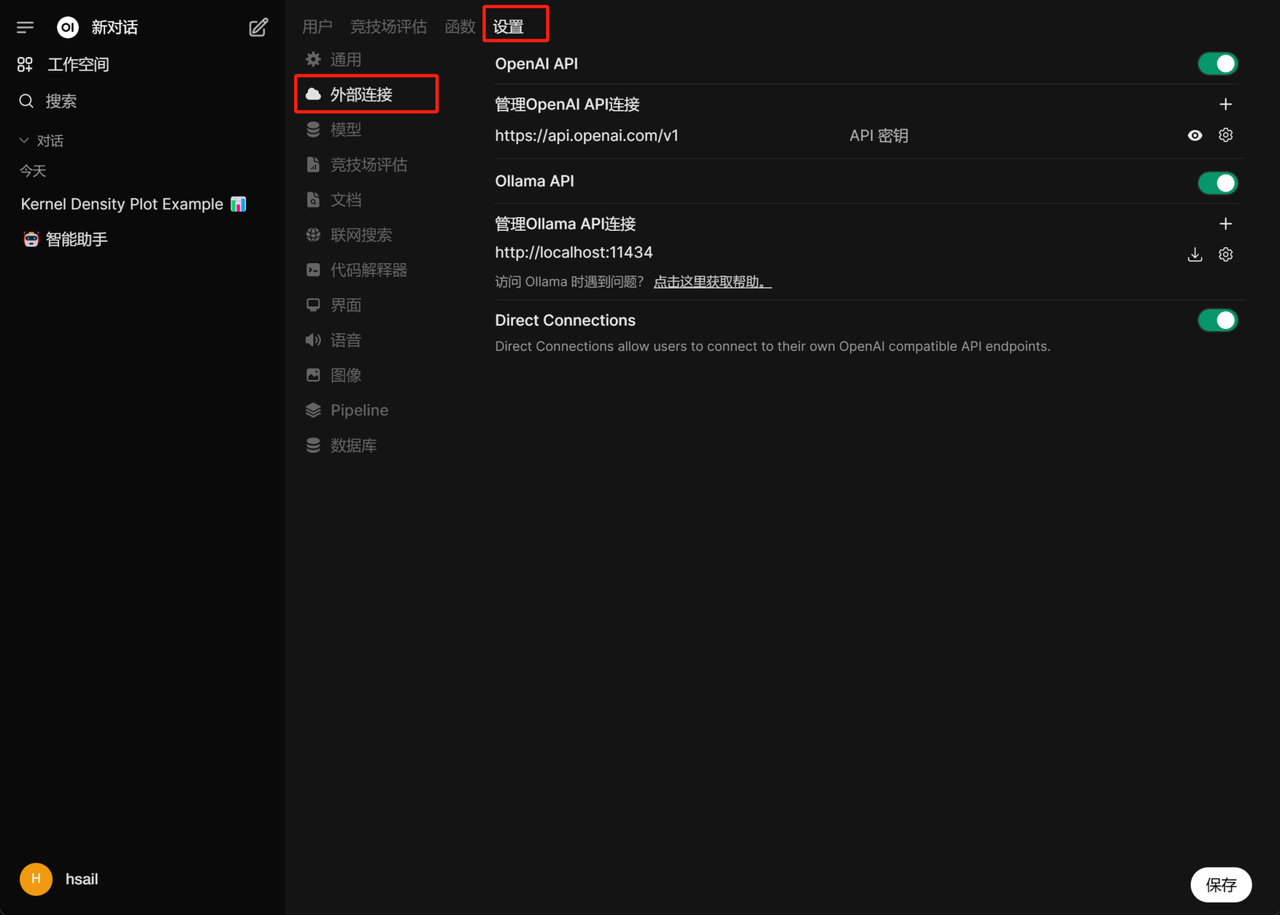 OI 新对话
工作空间
搜索
对话
今天
Kernel Density Plot Example
智能助手
H hsail
用户 竞技场评估 函数 设置
通用
外部连接
模型
竞技场评估
文档
联网搜索
代码解释器
界面
语音
图像
Pipeline
数据库
OpenAI API
管理OpenAI API连接
https://api.openai.com/v1 API 密钥
Ollama API
管理Ollama API连接
http://localhost:11434
访问 Ollama 时遇到问题? 点击这里获取帮助。
Direct Connections
Direct Connections allow users to connect to their own OpenAI compatible API endpoints.
保存